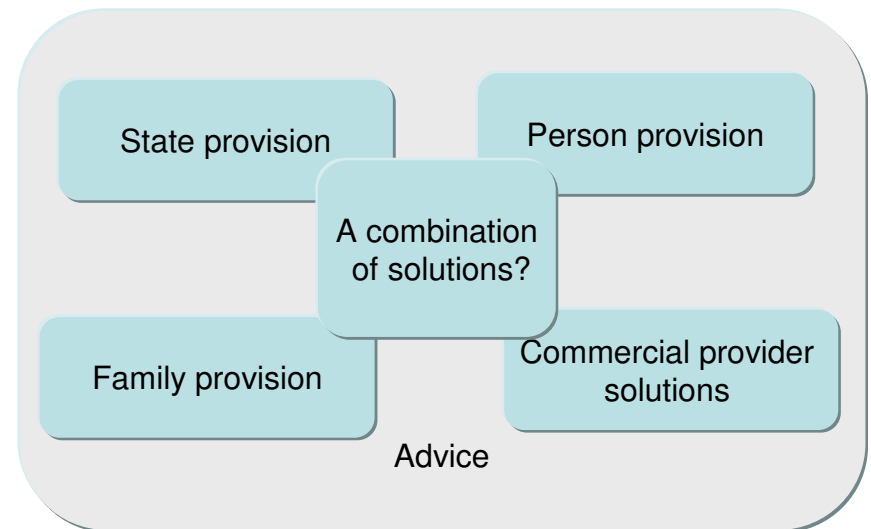 State provision
Person provision
A combination
of solutions?
Family provision
Commercial provider
solutions
Advice